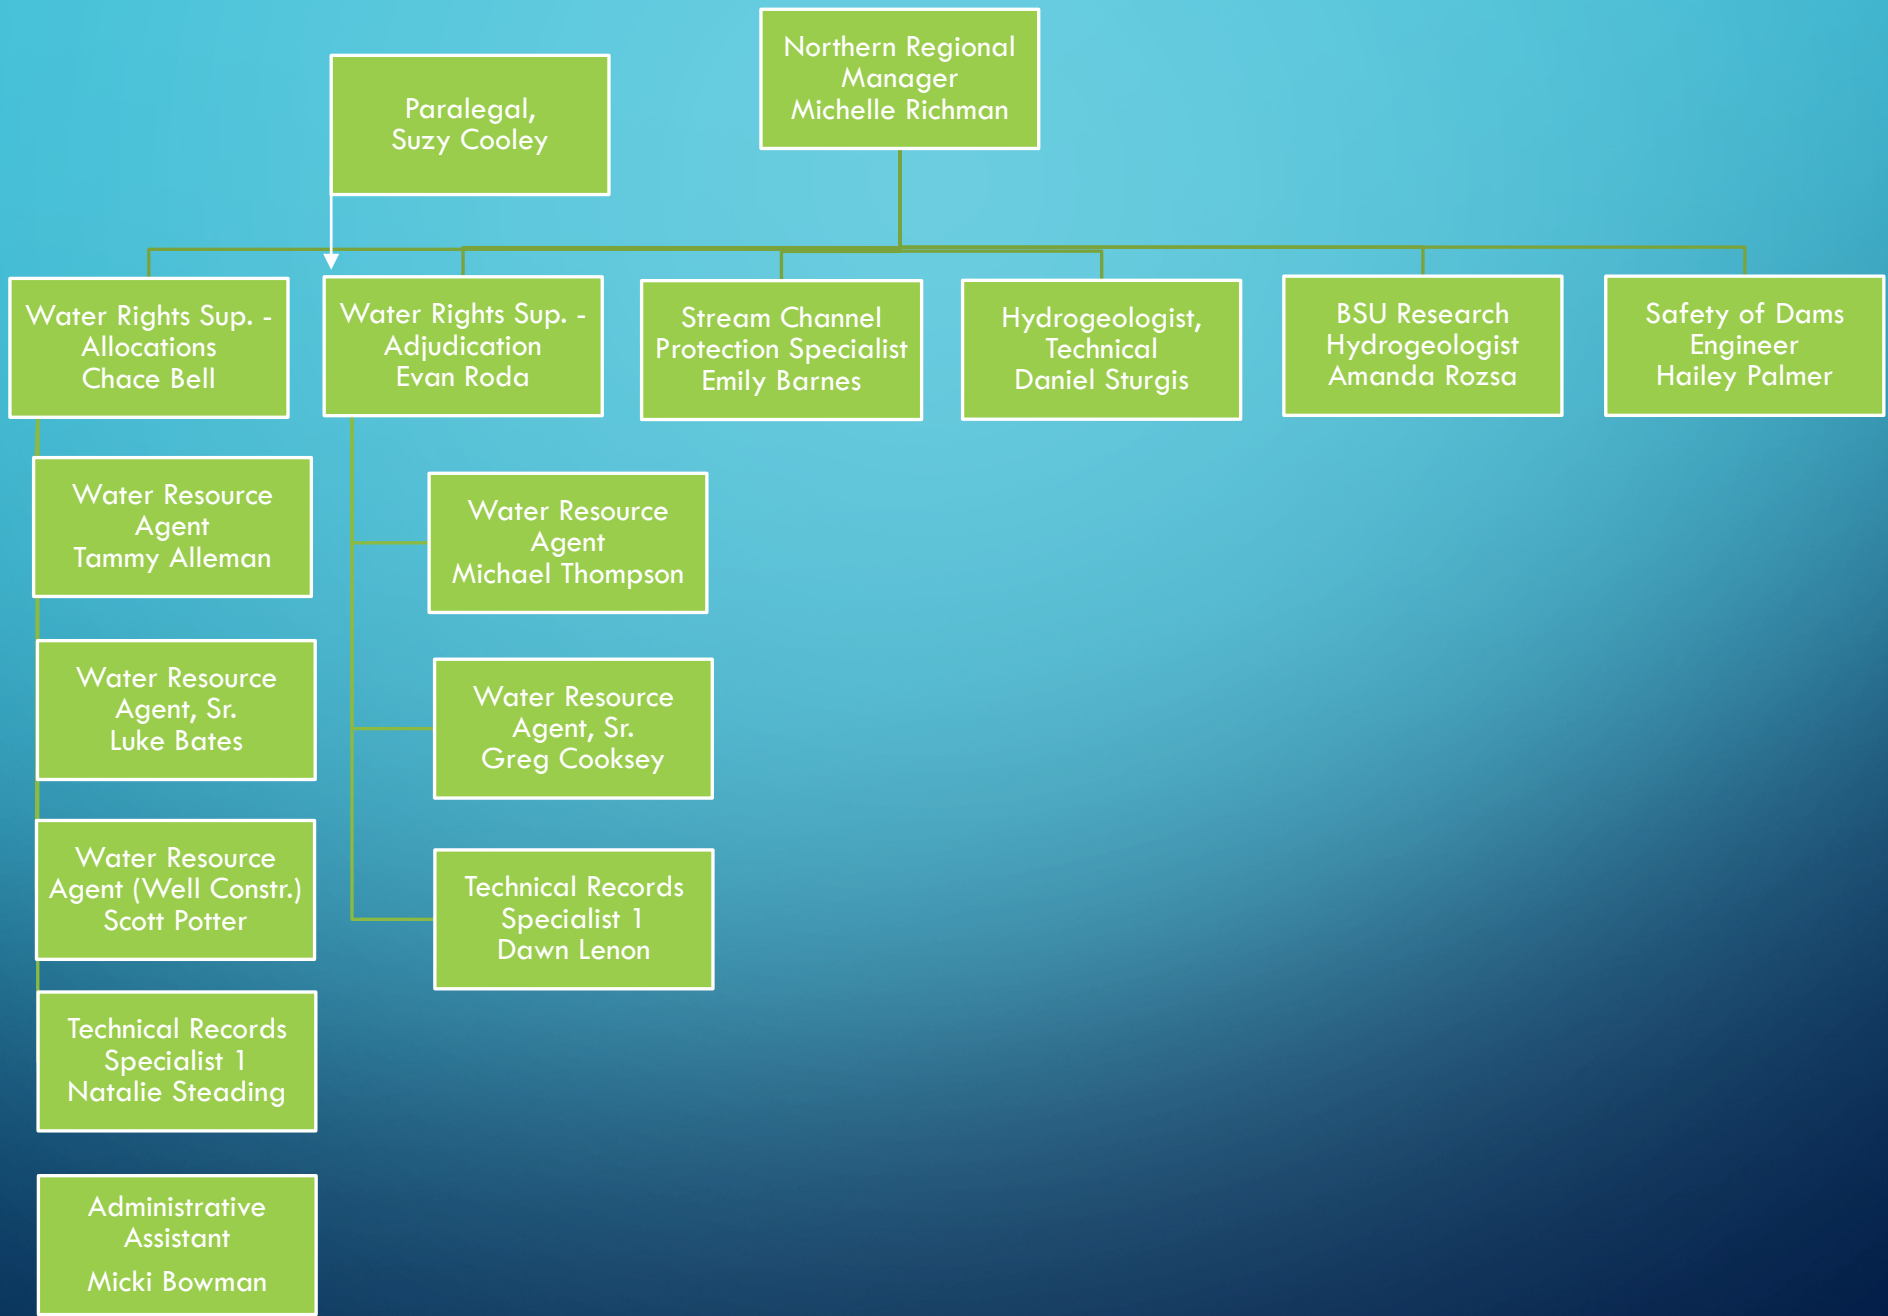 Northern Regional
Manager
Michelle Richman
Paralegal,
Suzy Cooley
Water Rights Sup. -
Allocations
Chace Bell
Water Rights Sup. -
Adjudication
Evan Roda
Stream Channel
Protection Specialist
Emily Barnes
Hydrogeologist,
Technical
Daniel Sturgis
BSU Research
Hydrogeologist
Amanda Rozsa
Safety of Dams
Engineer
Hailey Palmer
Water Resource
Agent
Tammy Alleman
Water Resource
Agent, Sr.
Luke Bates
Water Resource
Agent (Well Constr.)
Scott Potter
Technical Records
Specialist 1
Natalie Steading
Administrative
Assistant
Micki Bowman
Water Resource
Agent
Michael Thompson
Water Resource
Agent, Sr.
Greg Cooksey
Technical Records
Specialist 1
Dawn Lenon